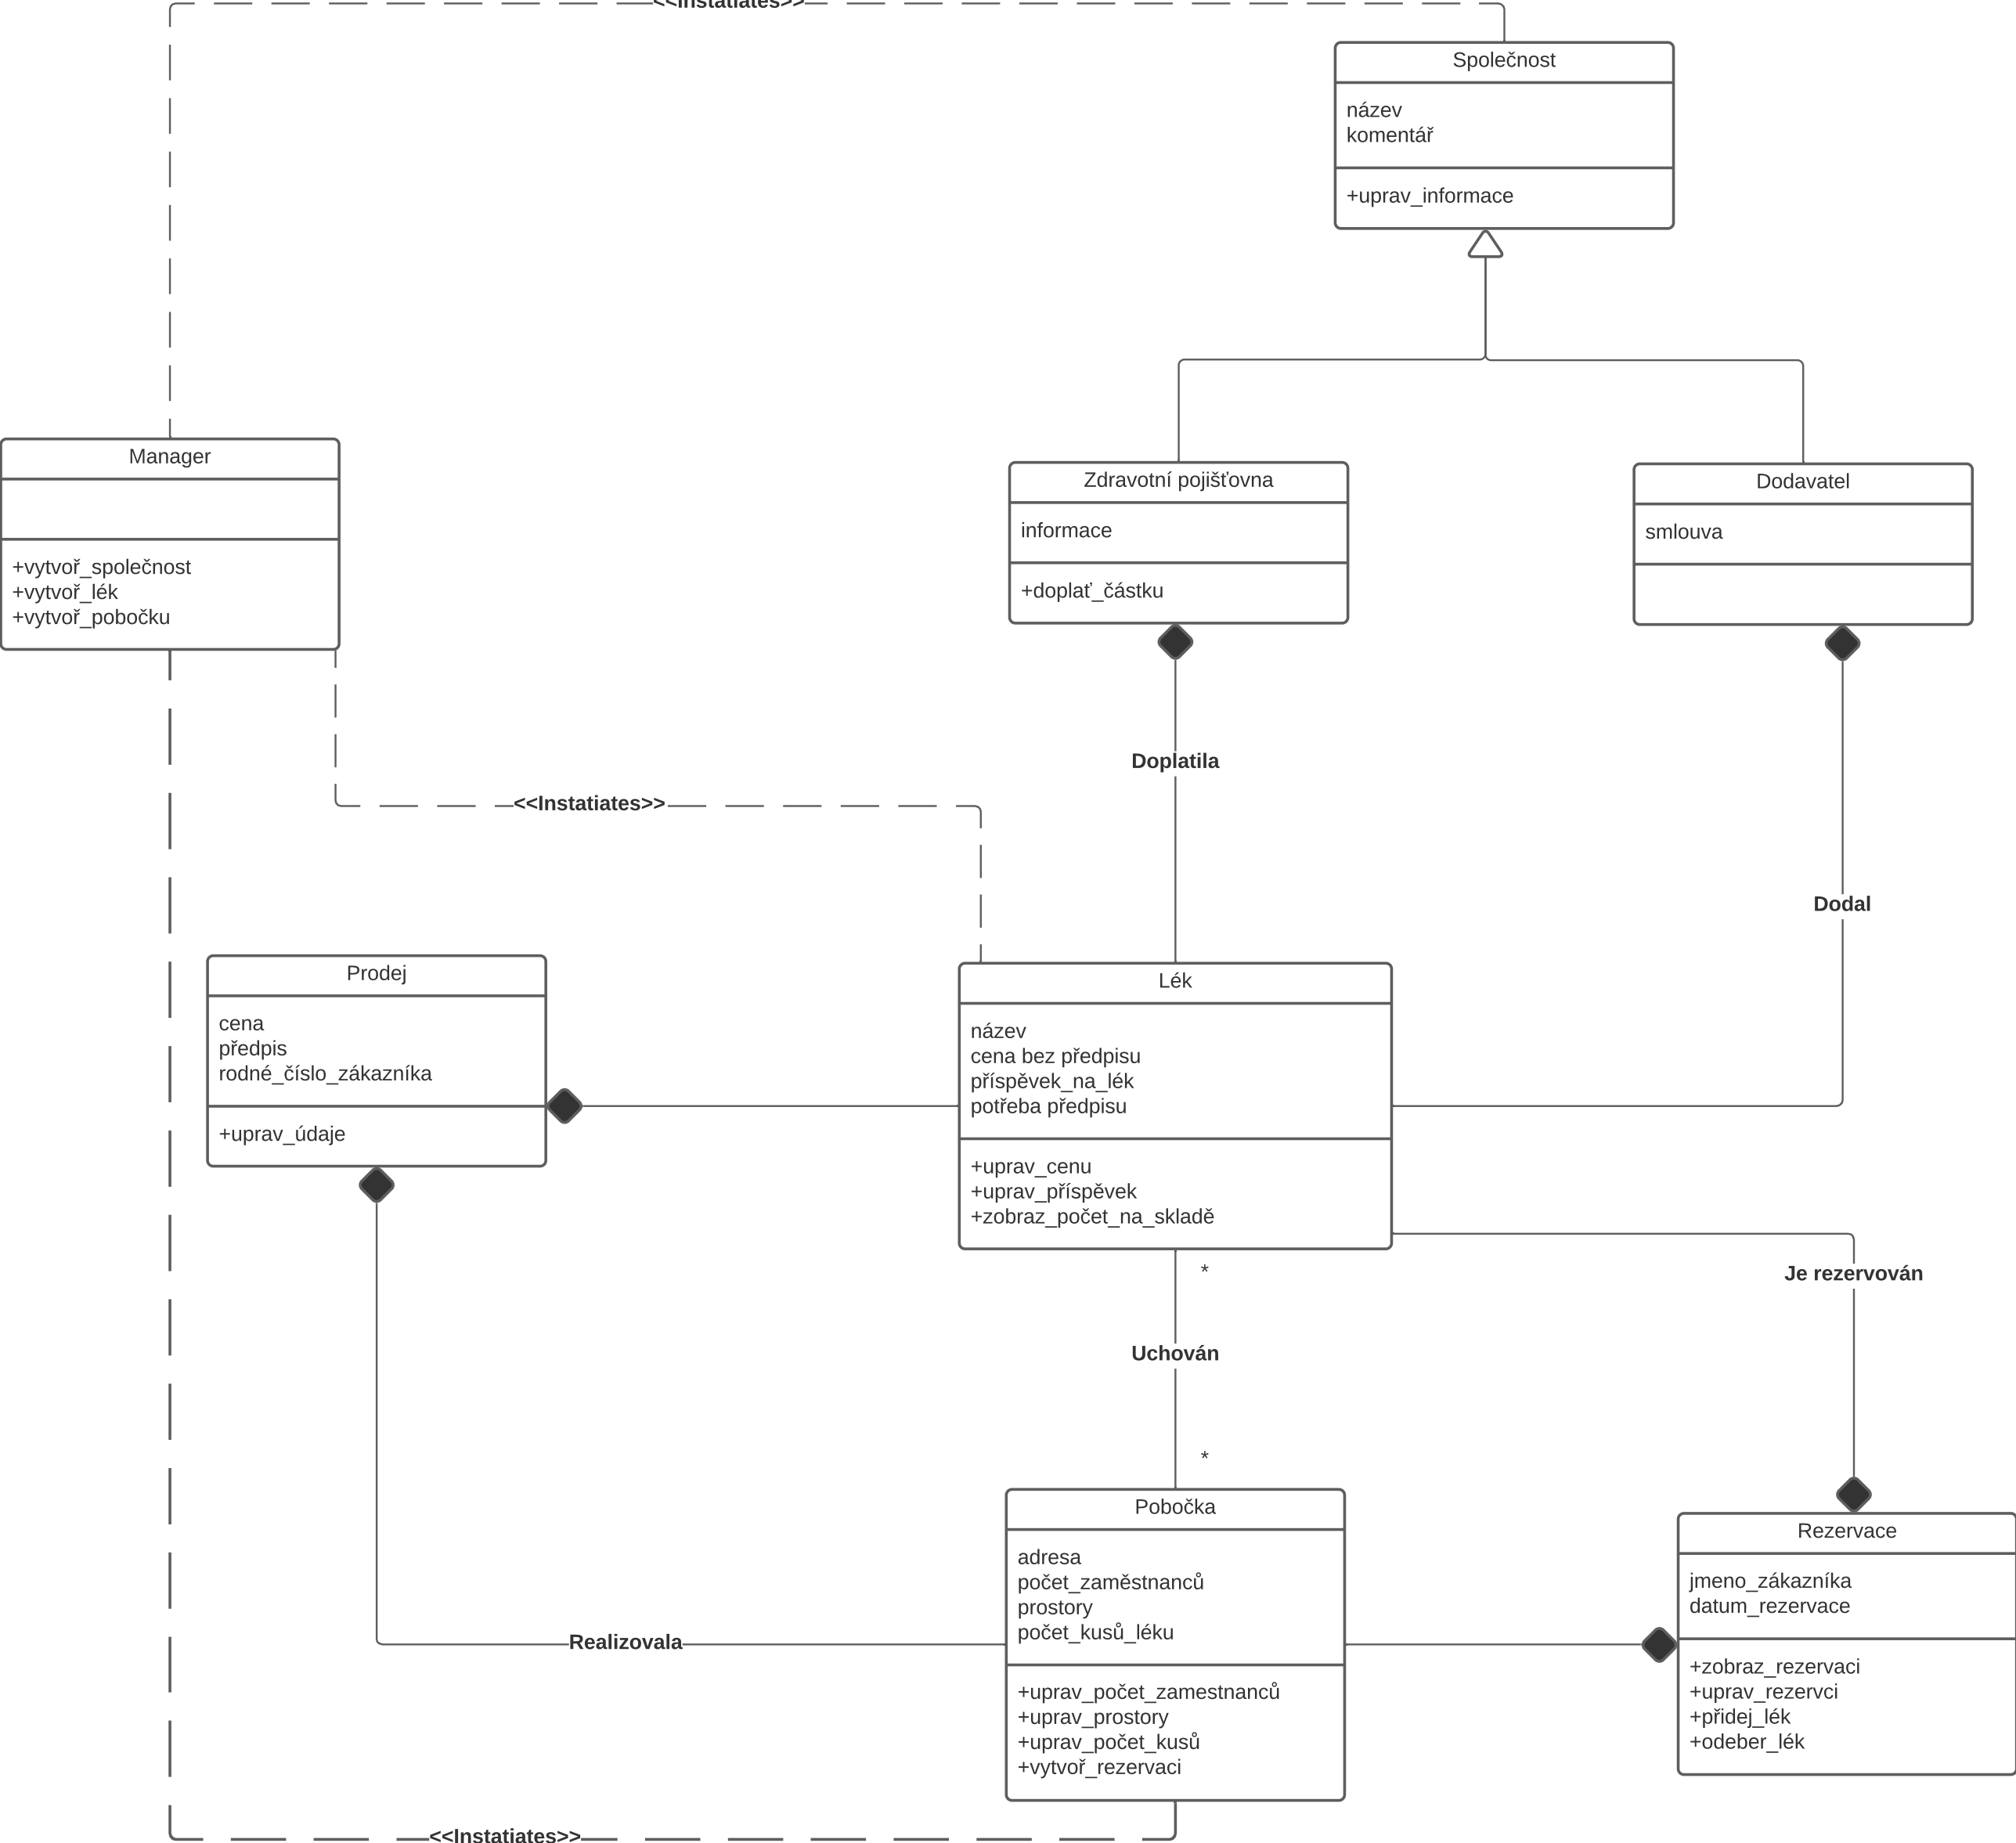 <<Instatiates>>
Společnost
název
komentář
+uprav_informace
Manager
+vytvoř_společnost
+vytvoř_lék
+vytvoř_pobočku
Zdravotní pojišťovna
informace
+doplať_částku
Dodavatel
smlouva
Doplatila
<<Instatiates>>
Dodal
Prodej
cena
předpis
rodné_číslo_zákazníka
+uprav_údaje
Lék
název
cena bez předpisu
příspěvek_na_lék
potřeba předpisu
+uprav_cenu
+uprav_příspěvek
+zobraz_počet_na_skladě
*
Je rezervován
Uchován
*
Pobočka
adresa
počet_zaměstnanců
prostory
počet_kusů_léku
+uprav_počet_zamestnanců
+uprav_prostory
+uprav_počet_kusů
+vytvoř_rezervaci
Rezervace
jmeno_zákazníka
datum_rezervace
+zobraz_rezervaci
+uprav_rezervci
+přidej_lék
+odeber_lék
Realizovala
<<Instatiates>>